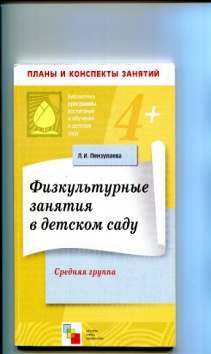 ПЛАНЫ И КОНСПЕКТЫ ЗАНЯТИЙ
Библиотека
программы
воспитания
и обучения
в детском
саду
4+
Л.И. Пензулаева
Физкультурные
занятия
в детском саду
Средняя группа